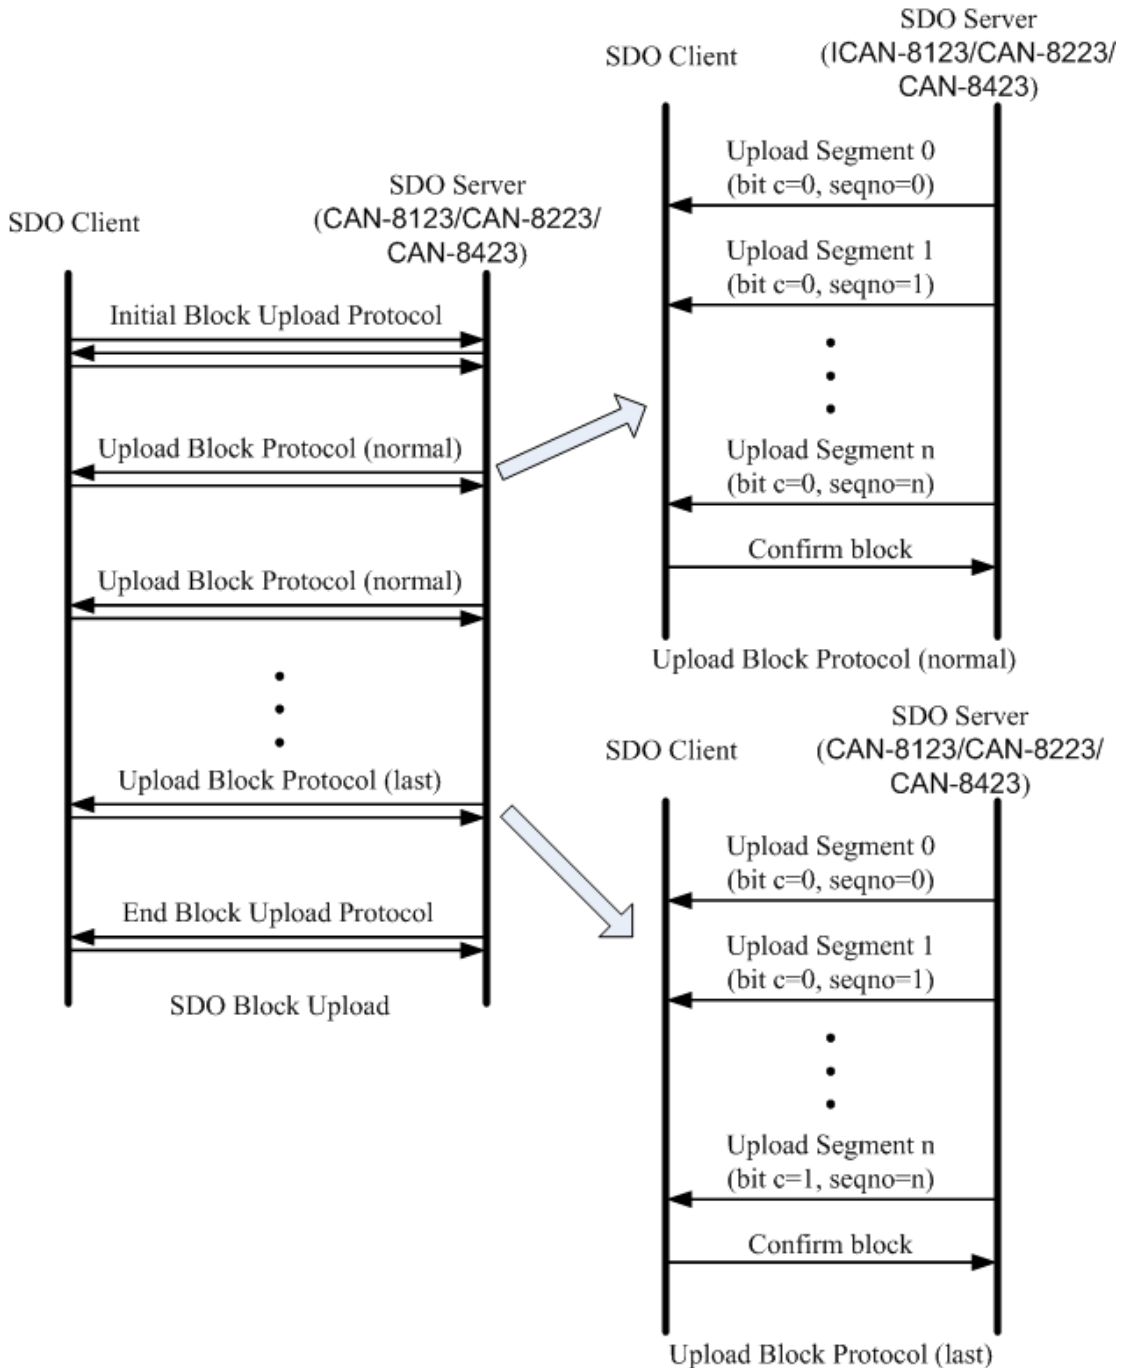 SDO Client
SDO Server
(CAN-8123/CAN-8223/
CAN-8423)
Initial Block Upload Protocol
Upload Block Protocol (normal)
Upload Block Protocol (normal)
Upload Block Protocol (last)
End Block Upload Protocol
SDO Block Upload
SDO Client
SDO Server
(ICAN-8123/CAN-8223/
CAN-8423)
Upload Segment 0
(bit c=0, seqno=0)
Upload Segment 1
(bit c=0, seqno=1)
Upload Segment n
(bit c=0, seqno=n)
Confirm block
Upload Block Protocol (normal)
SDO Client
SDO Server
(CAN-8123/CAN-8223/
CAN-8423)
Upload Segment 0
(bit c=0, seqno=0)
Upload Segment 1
(bit c=0, seqno=1)
Upload Segment n
(bit c=1, seqno=n)
Confirm block
Upload Block Protocol (last)